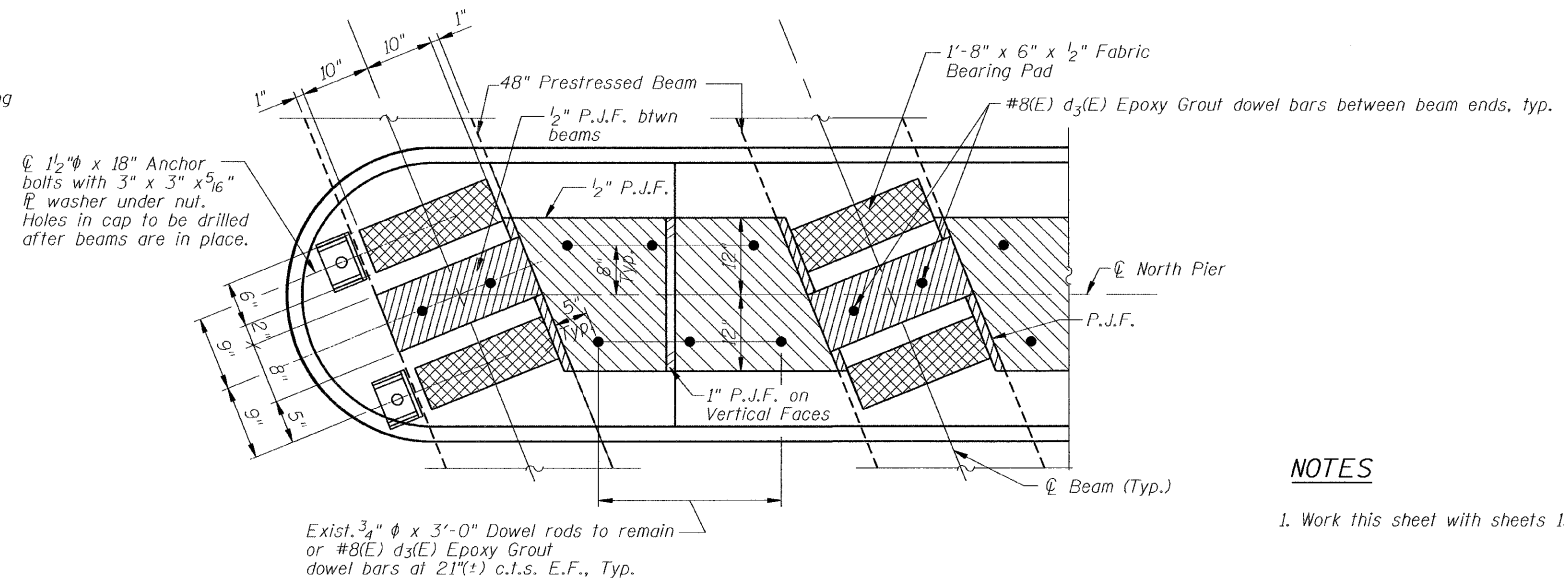 ng
1"
10"
10"
1"
48" Prestressed Beam
1/2" P.J.F. btwn
beams
1'-8" x 6" x 1/2" Fabric
Bearing Pad
#8(E) d3(E) Epoxy Grout dowel bars between beam ends, typ.
℄ 1 1/2"ϕ x 18" Anchor
bolts with 3" x 3" x 5/16"
P̲L̲ washer under nut.
Holes in cap to be drilled
after beams are in place.
1/2" P.J.F.
8"
Typ.
12"
12"
℄ North Pier
P.J.F.
5"
Typ.
6"
2"
9"
8"
9"
5"
1" P.J.F. on
Vertical Faces
℄ Beam (Typ.)
Exist. 3/4" ϕ x 3'-0" Dowel rods to remain
or #8(E) d3(E) Epoxy Grout
dowel bars at 21"(±) c.t.s. E.F., Typ.
NOTES
1. Work this sheet with sheets 1